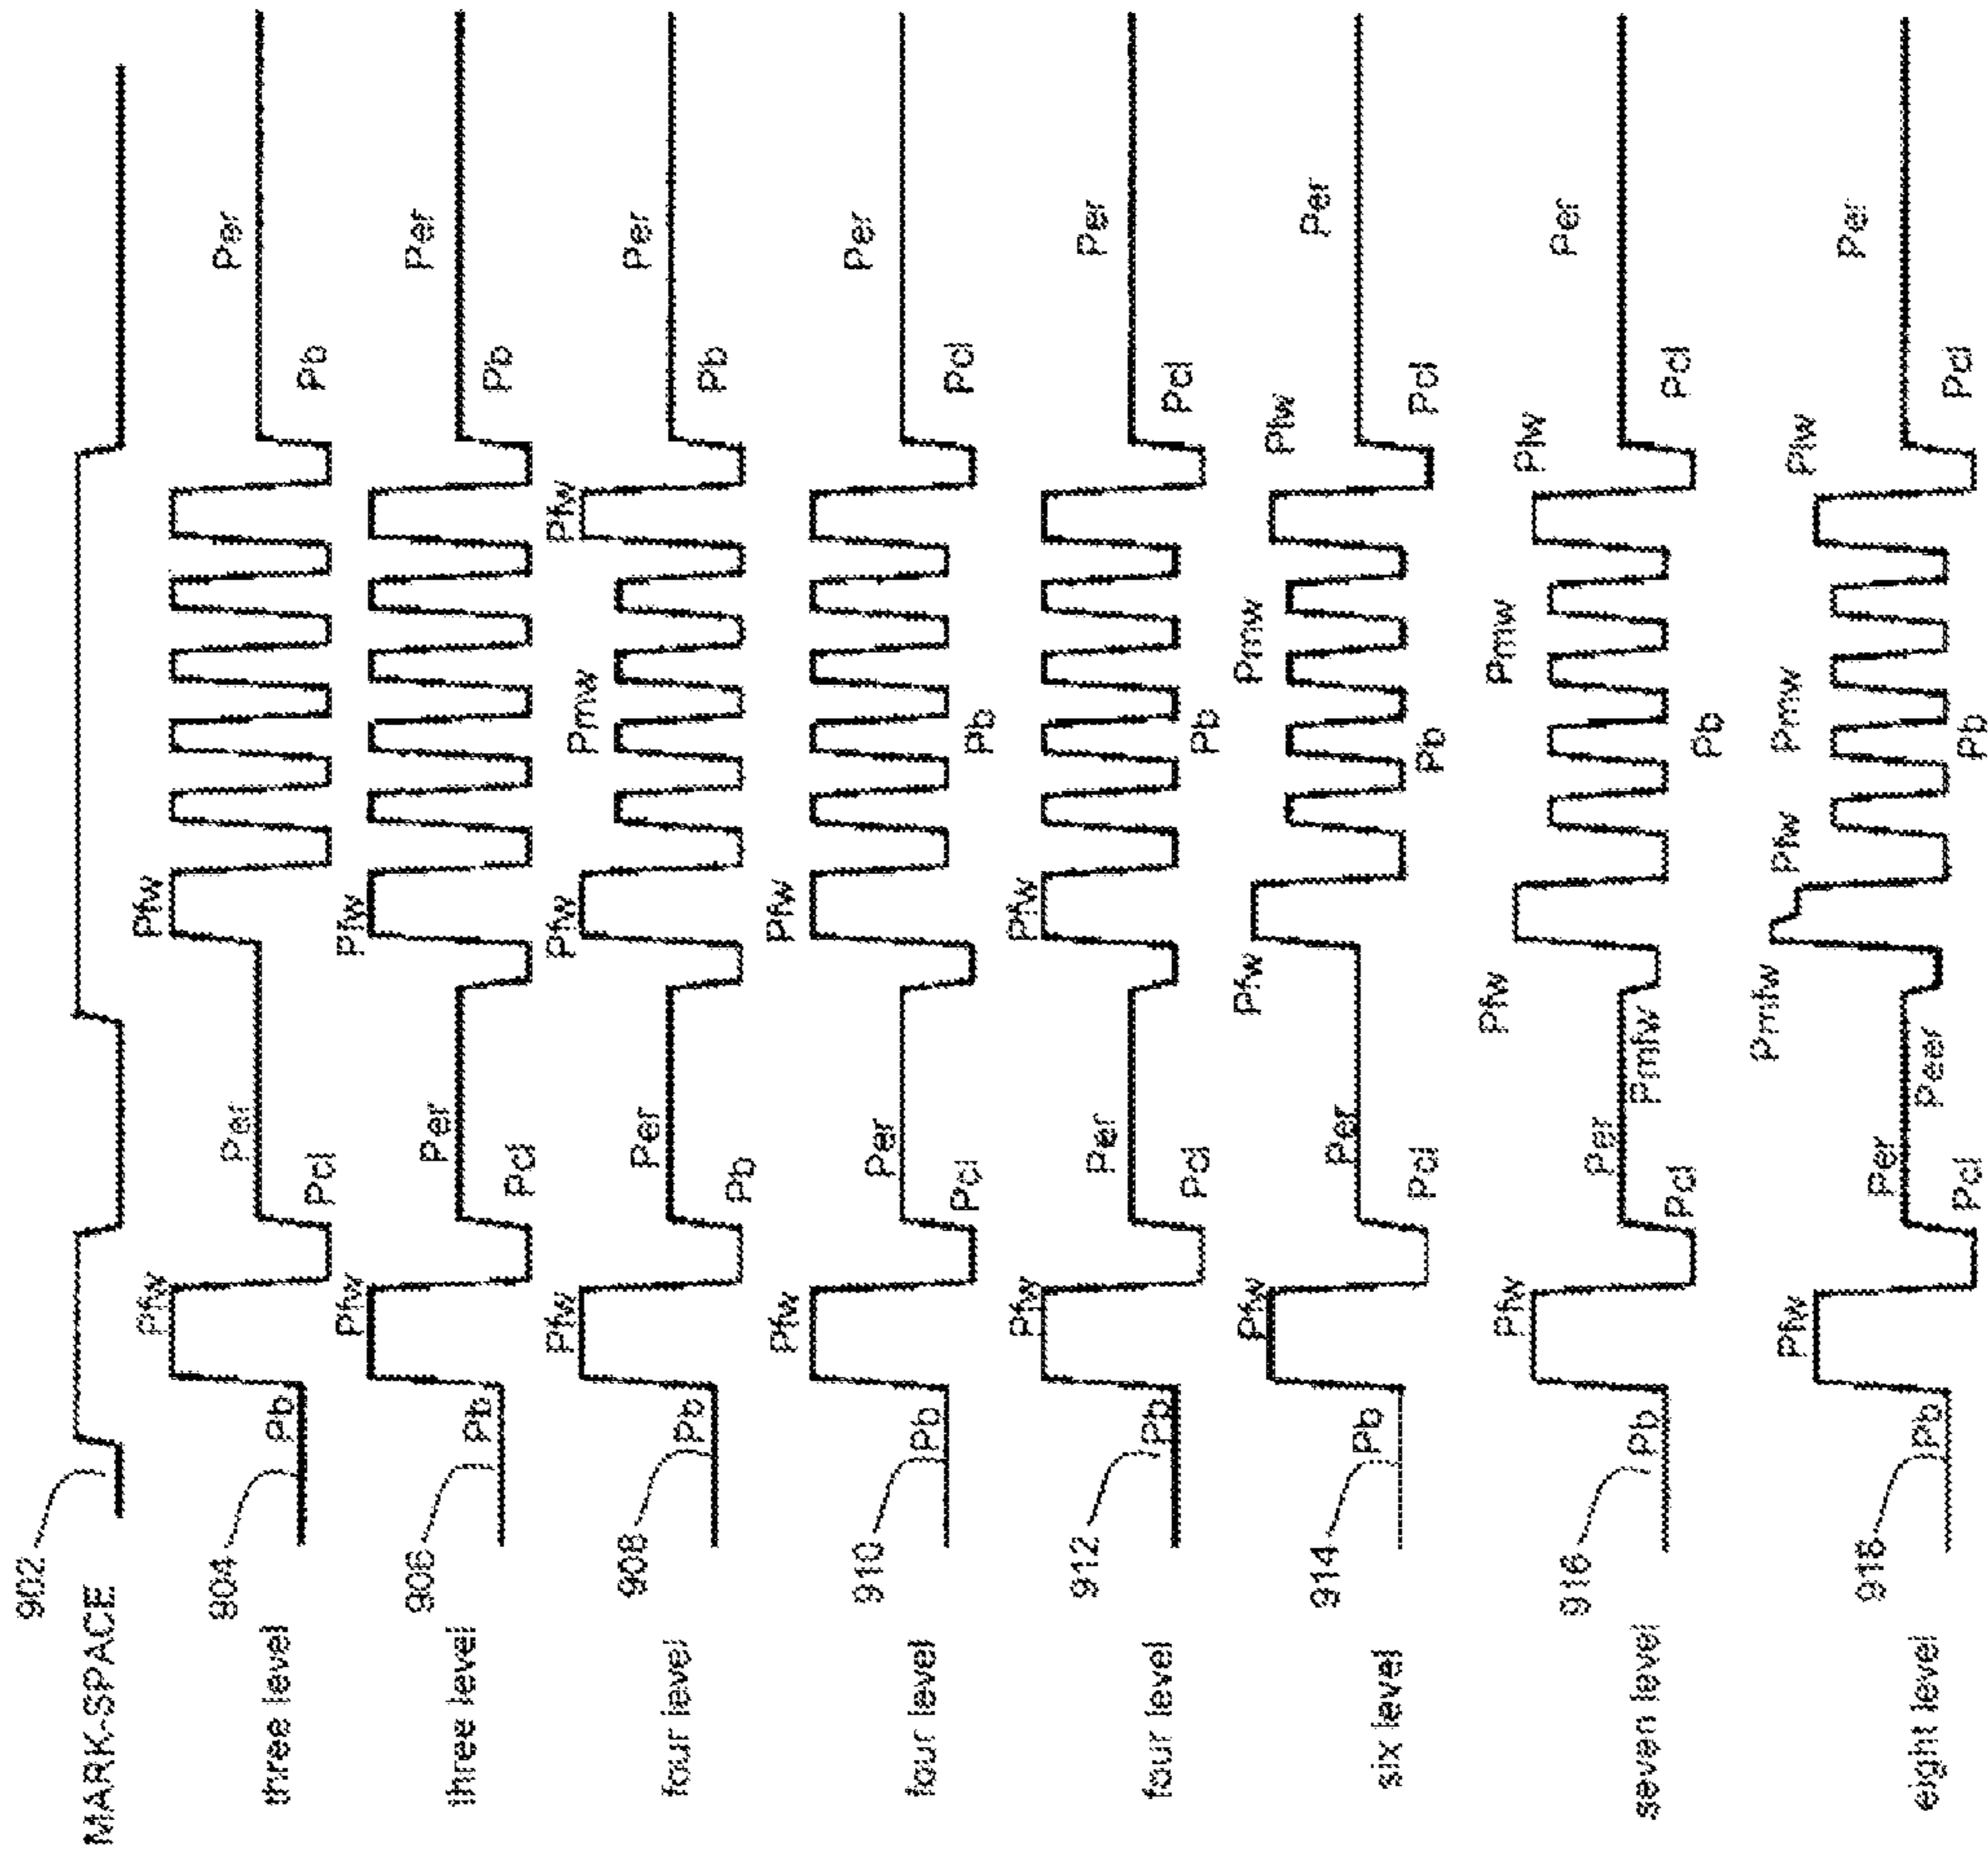 902
MARK-SPACE
904
three level
Pb
Pfw
Pcl
Per
Pfw
Pb
Per
906
three level
Pb
Pfw
Pcl
Per
Pfw
Pb
Per
908
four level
Pb
Pfw
Pb
Per
Pfw
Pmw
Pfw
Pb
Per
910
four level
Pb
Pfw
Pcl
Per
Pfw
Pb
Pcl
Per
912
four level
Pb
Pfw
Pcl
Per
Pfw
Pb
Pcl
Per
914
six level
Pb
Pfw
Pcl
Per
Pfw
Pb
Pmw
Plw
Pcl
Per
916
seven level
Pb
Pfw
Pcl
Per
Pmfw
Pfw
Pb
Pmw
Plw
Pcl
Per
918
eight level
Pb
Pfw
Pcl
Per
Peer
Pmfw
Pfw
Pb
Pmw
Plw
Pcl
Per